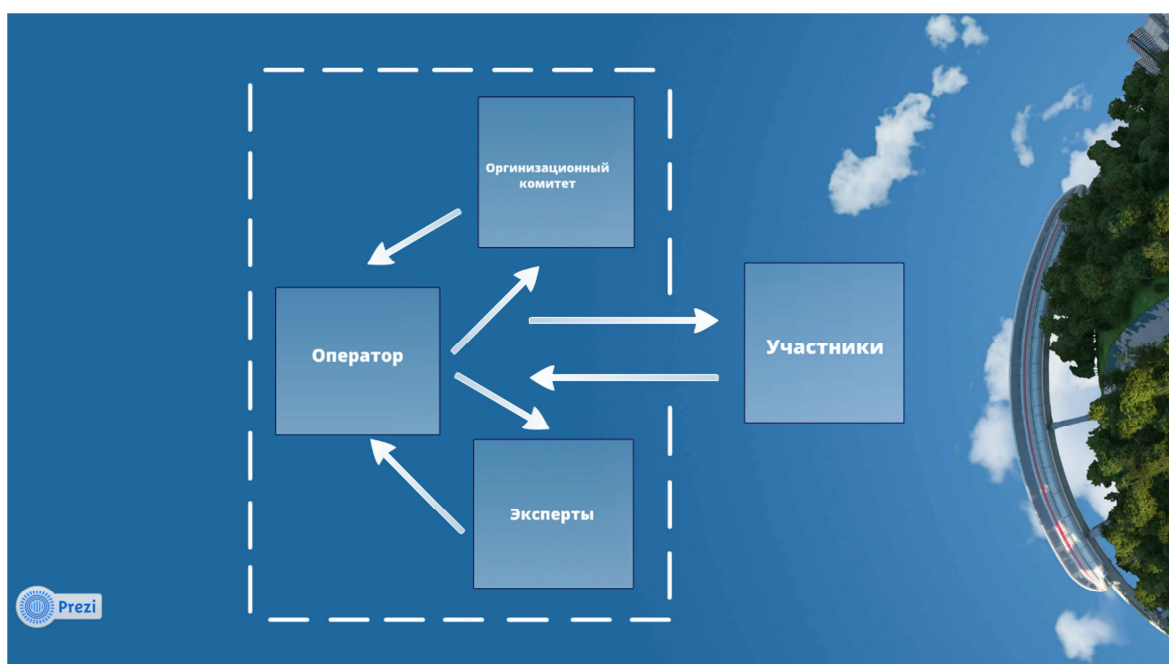 Оргинизационный
комитет
Оператор
Участники
Эксперты
Prezi